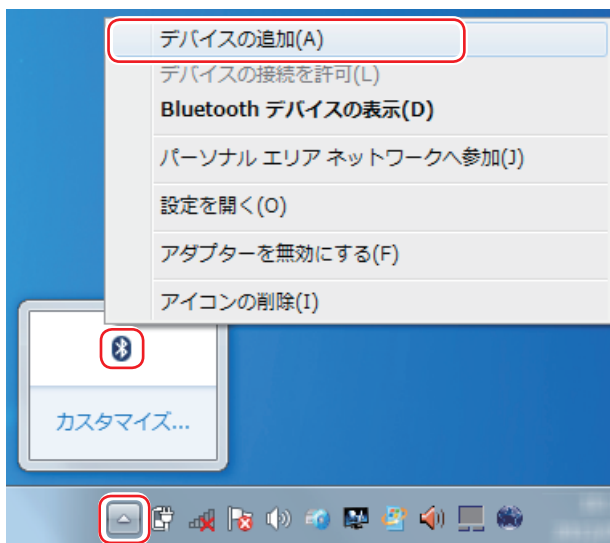 デバイスの追加(A)
デバイスの接続を許可(L)
Bluetooth デバイスの表示(D)
パーソナル エリア ネットワークへ参加(J)
設定を開く(O)
アダプターを無効にする(F)
アイコンの削除(I)
カスタマイズ...